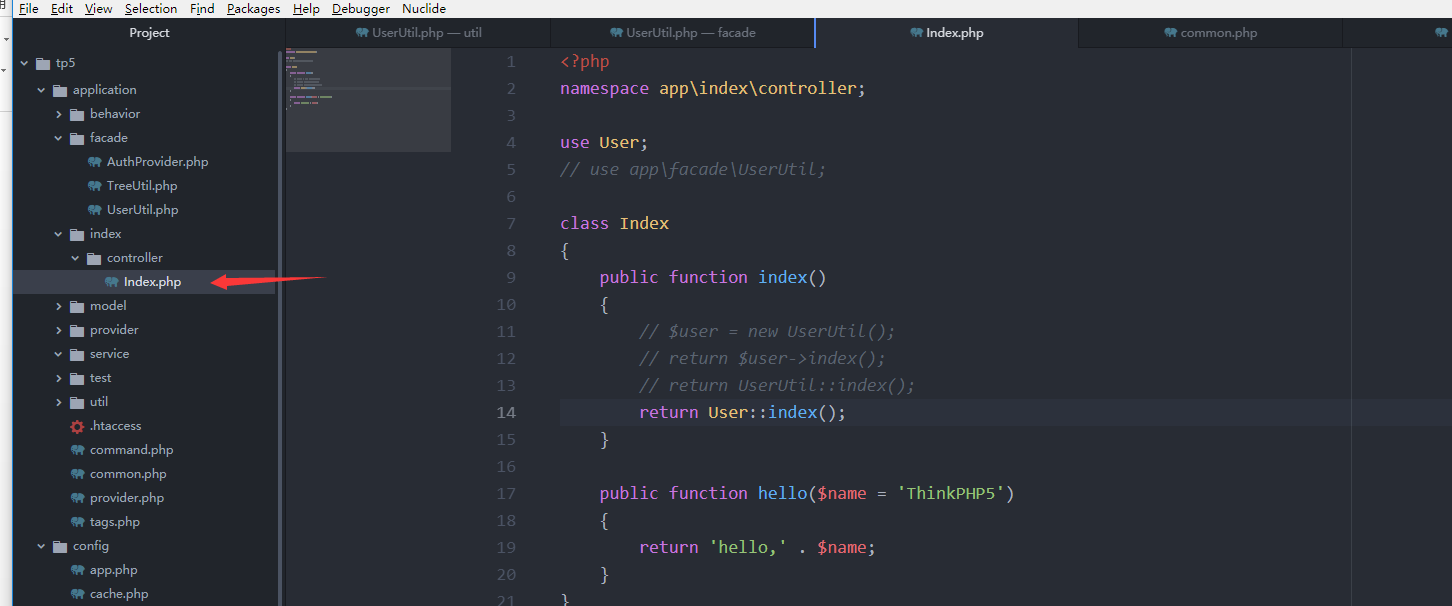 File Edit View Selection Find Packages Help Debugger Nuclide
Project
UserUtil.php — util
UserUtil.php — facade
Index.php
common.php
tp5
application
behavior
facade
AuthProvider.php
TreeUtil.php
UserUtil.php
index
controller
Index.php
model
provider
service
test
util
.htaccess
command.php
common.php
provider.php
tags.php
config
app.php
cache.php
1 <?php
2 namespace app\index\controller;
3
4 use User;
5 // use app\facade\UserUtil;
6
7 class Index
8 {
9 public function index()
10 {
11 // $user = new UserUtil();
12 // return $user->index();
13 // return UserUtil::index();
14 return User::index();
15 }
16
17 public function hello($name = 'ThinkPHP5')
18 {
19 return 'hello,' . $name;
20 }
21 }